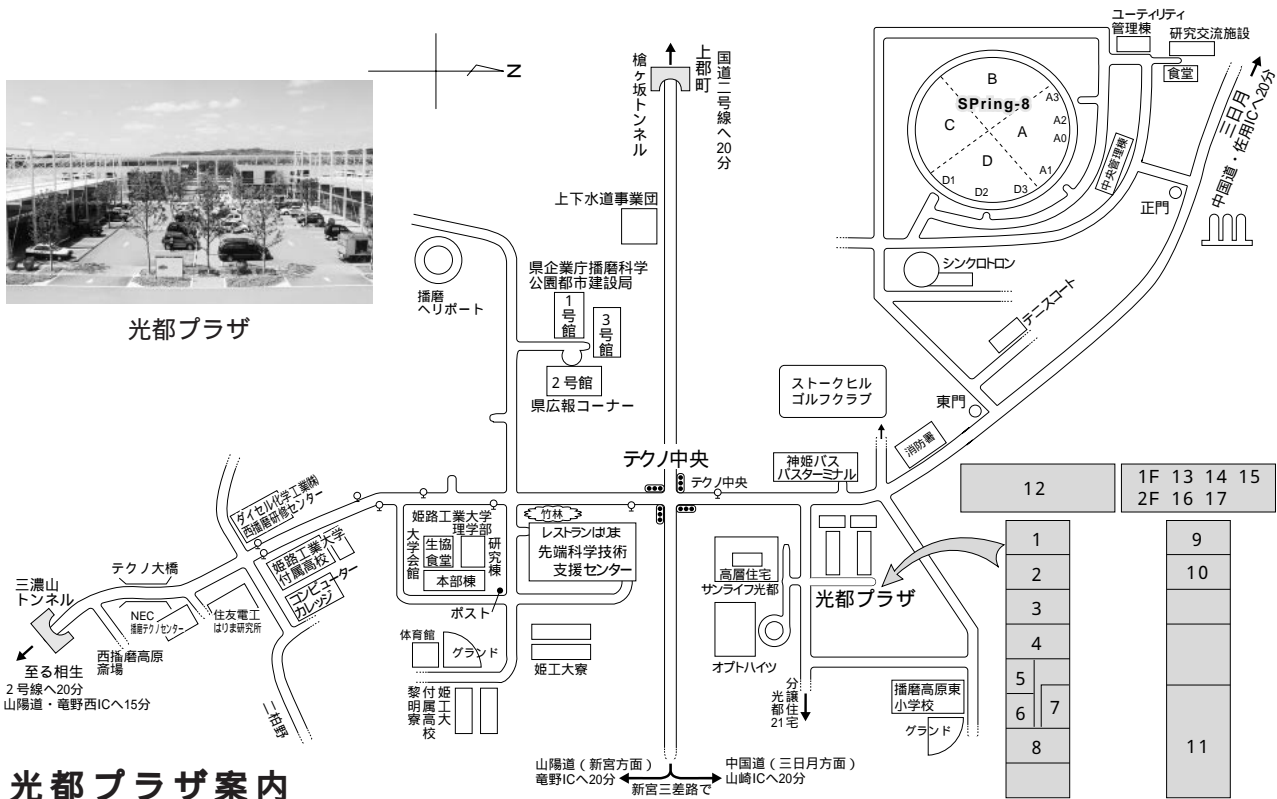 ユーティリティ
管理棟
研究交流施設
食堂
三日月
中国道・佐用ICへ20分
N
上郡町
国道二号線へ20分
槍ヶ坂トンネル
B
SPring-8
A3
C
A
A2
A0
D
A1
D1
D2
D3
中央管理棟
正門
上下水道事業団
シンクロトロン
テニスコート
県企業庁播磨科学
公園都市建設局
1号館
3号館
2号館
県広報コーナー
播磨
ヘリポート
光都プラザ
ストークヒル
ゴルフクラブ
東門
消防署
テクノ中央
テクノ中央
神姫バス
バスターミナル
ダイセル化学工業㈱
西播磨研修センター
姫路工業大学
付属高校
コンピューター
カレッジ
姫路工業大学
理学部
大学会館
生協
食堂
研究棟
本部棟
ポスト
竹林
レストランはりま
先端科学技術
支援センター
高層住宅
サンライフ光都
光都プラザ
オプトハイツ
テクノ大橋
三濃山
トンネル
NEC
播磨テクノセンター
住友電工
はりま研究所
西播磨高原
斎場
至る相生
2号線へ20分
山陽道・竜野西ICへ15分
二柏野
体育館
グランド
姫工大
付属高校
黎明寮
姫工大寮
分譲住宅
光都21
播磨高原東
小学校
グランド
山陽道(新宮方面)
竜野ICへ20分
中国道(三日月方面)
山崎ICへ20分
新宮三差路で
12
1F 13 14 15
2F 16 17
1
2
3
4
5
6
7
8
9
10
11
光都プラザ案内